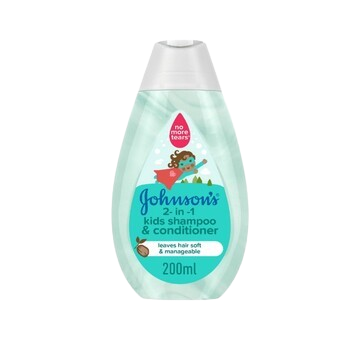 no
more
tears
Johnson's
2-in-1
kids shampoo
& conditioner
leaves hair soft
& manageable
200ml